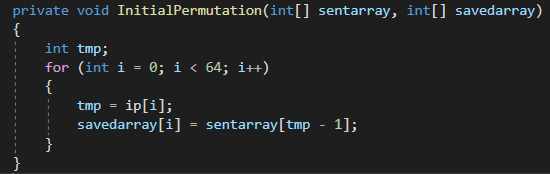 private void InitialPermutation(int[] sentarray, int[] savedarray)
{
int tmp;
for (int i = 0; i < 64; i++)
{
tmp = ip[i];
savedarray[i] = sentarray[tmp - 1];
}
}